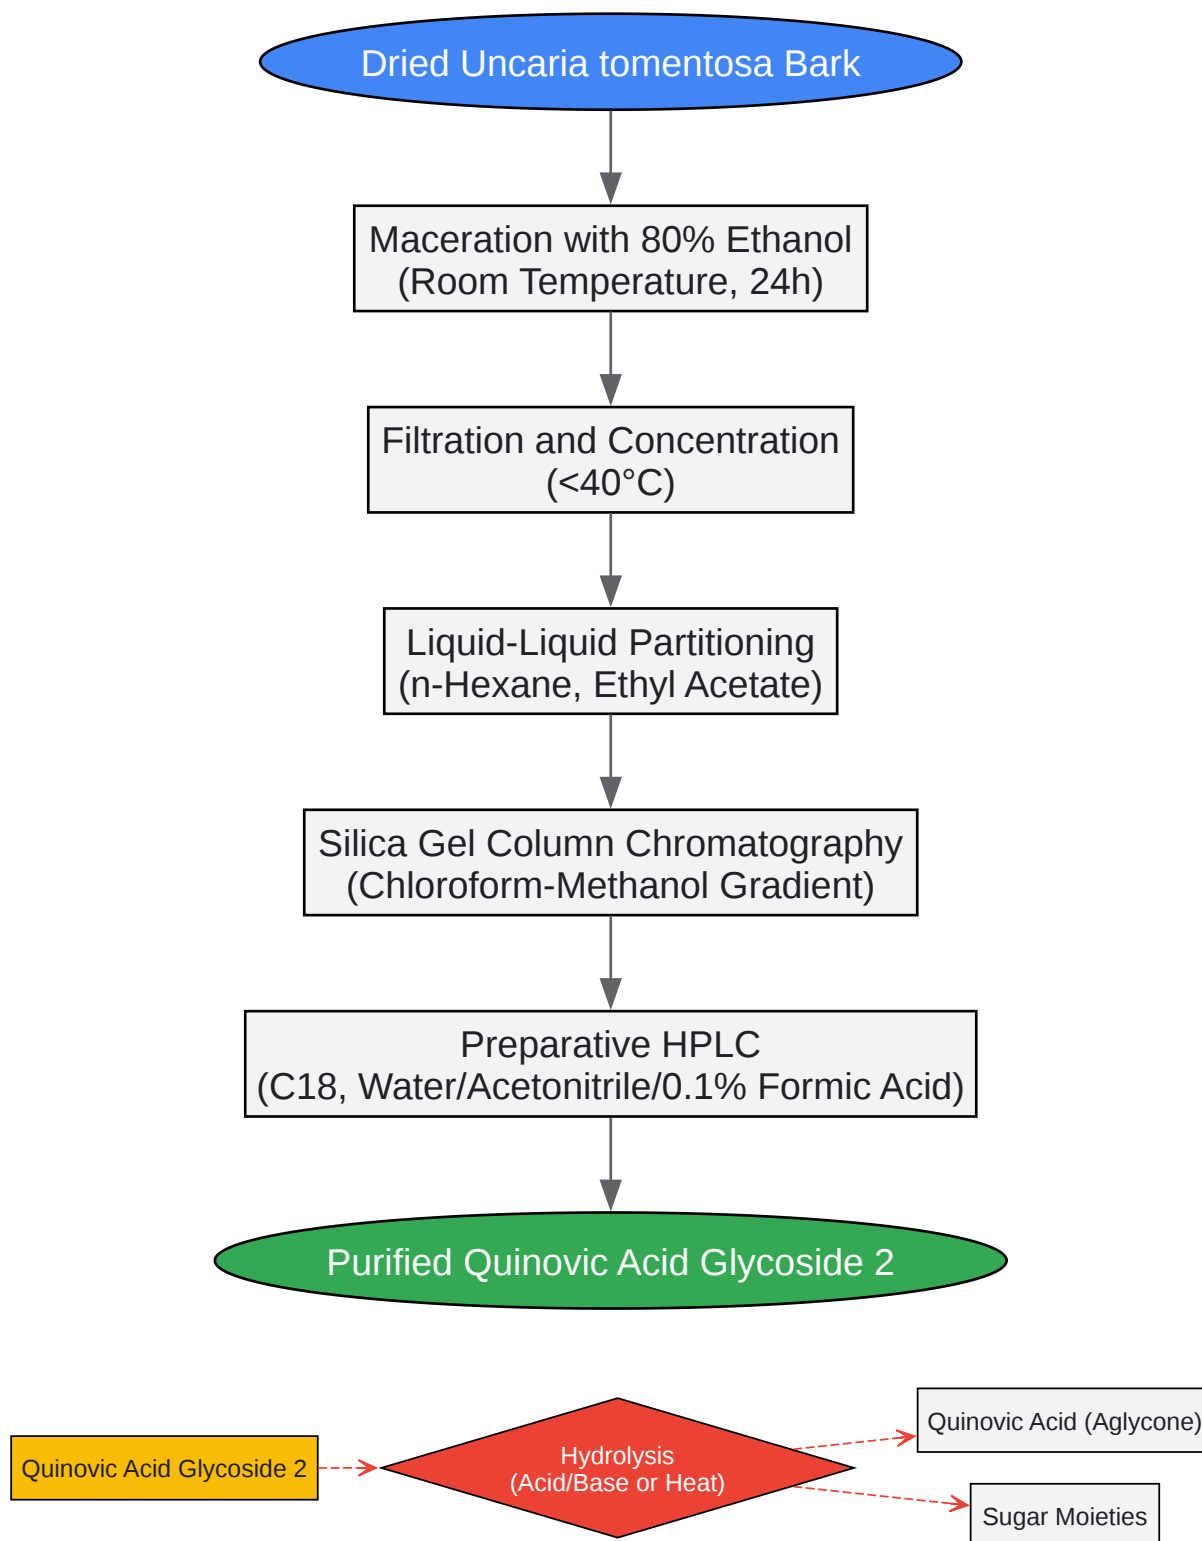 Dried Uncaria tomentosa Bark
Maceration with 80% Ethanol
(Room Temperature, 24h)
Filtration and Concentration
(<40°C)
Liquid-Liquid Partitioning
(n-Hexane, Ethyl Acetate)
Silica Gel Column Chromatography
(Chloroform-Methanol Gradient)
Preparative HPLC
(C18, Water/Acetonitrile/0.1% Formic Acid)
Purified Quinovic Acid Glycoside 2
Quinovic Acid Glycoside 2
Hydrolysis
(Acid/Base or Heat)
Quinovic Acid (Aglycone)
Sugar Moieties